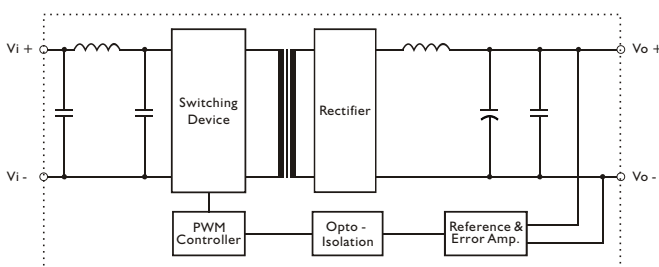 Vi +
Vo +
Switching
Device
Rectifier
Vi -
Vo -
PWM
Controller
Opto -
Isolation
Reference &
Error Amp.